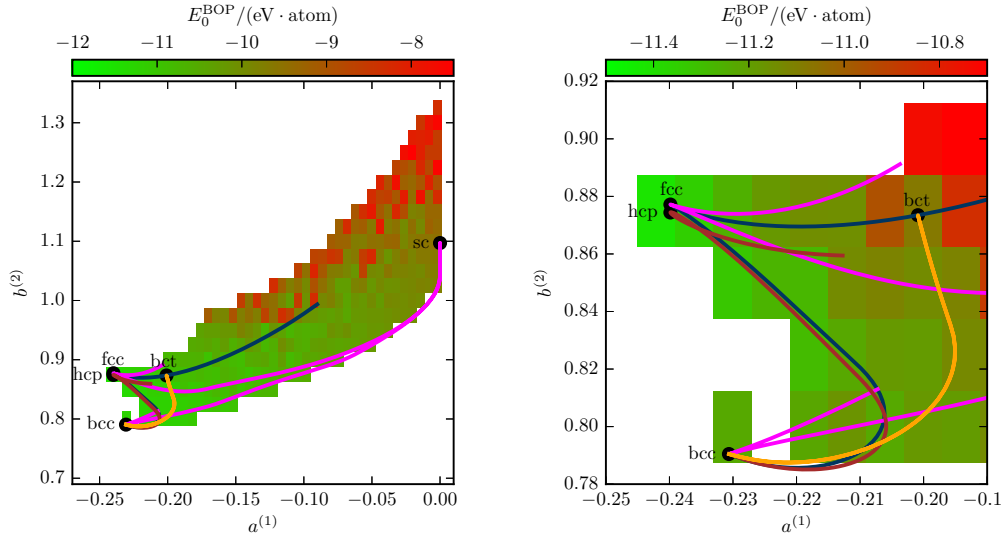 E_0^BOP/(eV · atom)
−12 −11 −10 −9 −8 −7
1.3
1.2
1.1
1.0
0.9
0.8
0.7
b^(2)
sc
fcc
bct
hcp
bcc
−0.25 −0.20 −0.15 −0.10 −0.05 0.00
a^(1)
E_0^BOP/(eV · atom)
−11.4 −11.2 −11.0 −10.8
0.92
0.90
0.88
0.86
0.84
0.82
0.80
0.78
b^(2)
fcc
bct
hcp
bcc
−0.25 −0.24 −0.23 −0.22 −0.21 −0.20 −0.1
a^(1)